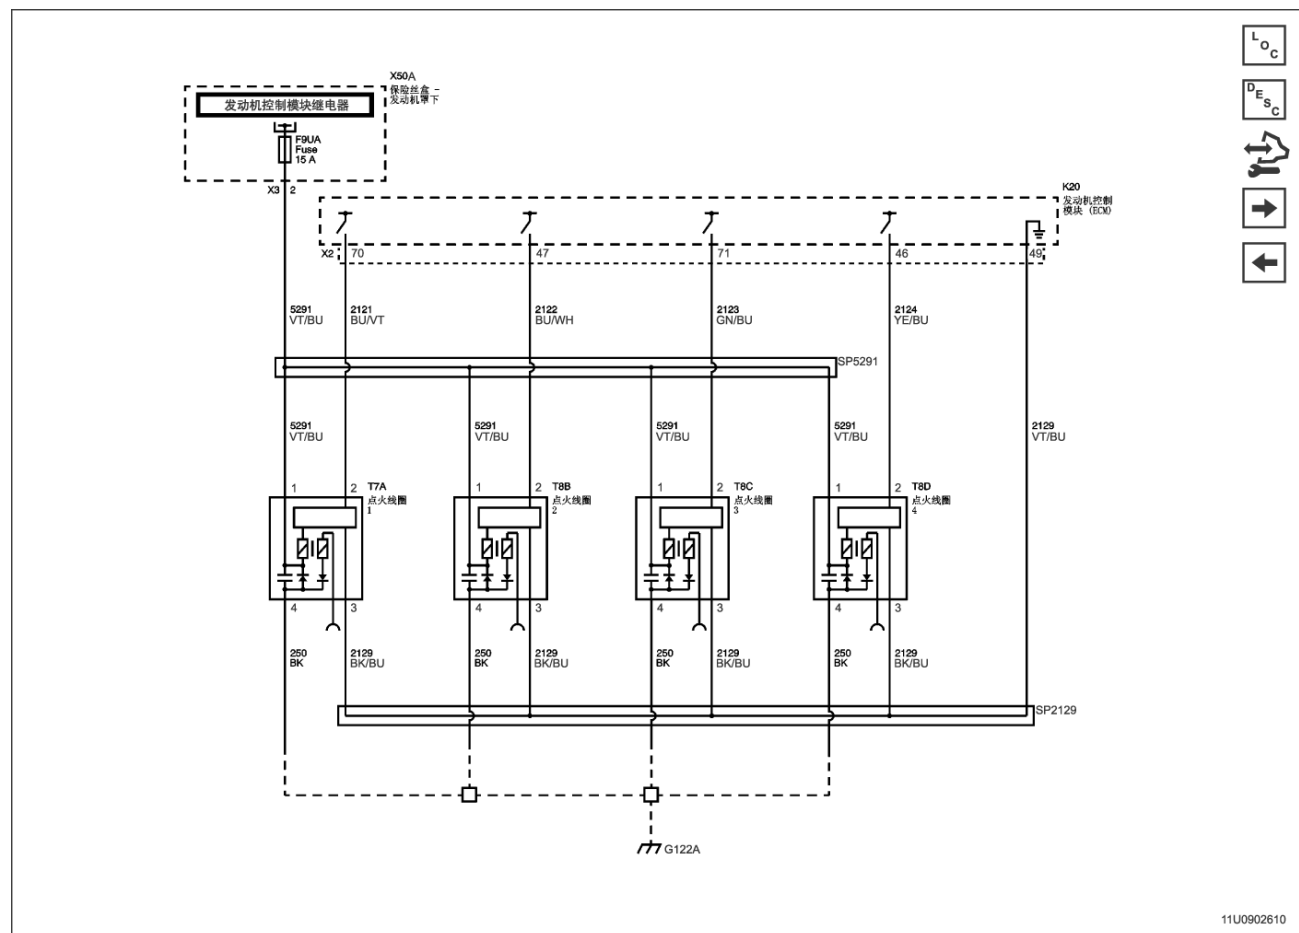 L
O
C
D
E
S
C
X50A
保险丝盒 -
发动机罩下
发动机控制模块继电器
F9UA
Fuse
15 A
X3 2
K20
发动机控制
模块 (ECM)
X2 70 47 71 46 49
5291 2121 2122 2123 2124
VT/BU BU/VT BU/WH GN/BU YE/BU
SP5291
5291 5291 5291 5291 2129
VT/BU VT/BU VT/BU VT/BU VT/BU
1 2 T7A 1 2 T8B 1 2 T8C 1 2 T8D
点火线圈 点火线圈 点火线圈 点火线圈
1 2 3 4
4 3 4 3 4 3 4 3
250 2129 250 2129 250 2129 250 2129
BK BK/BU BK BK/BU BK BK/BU BK BK/BU
SP2129
G122A
11U0902610